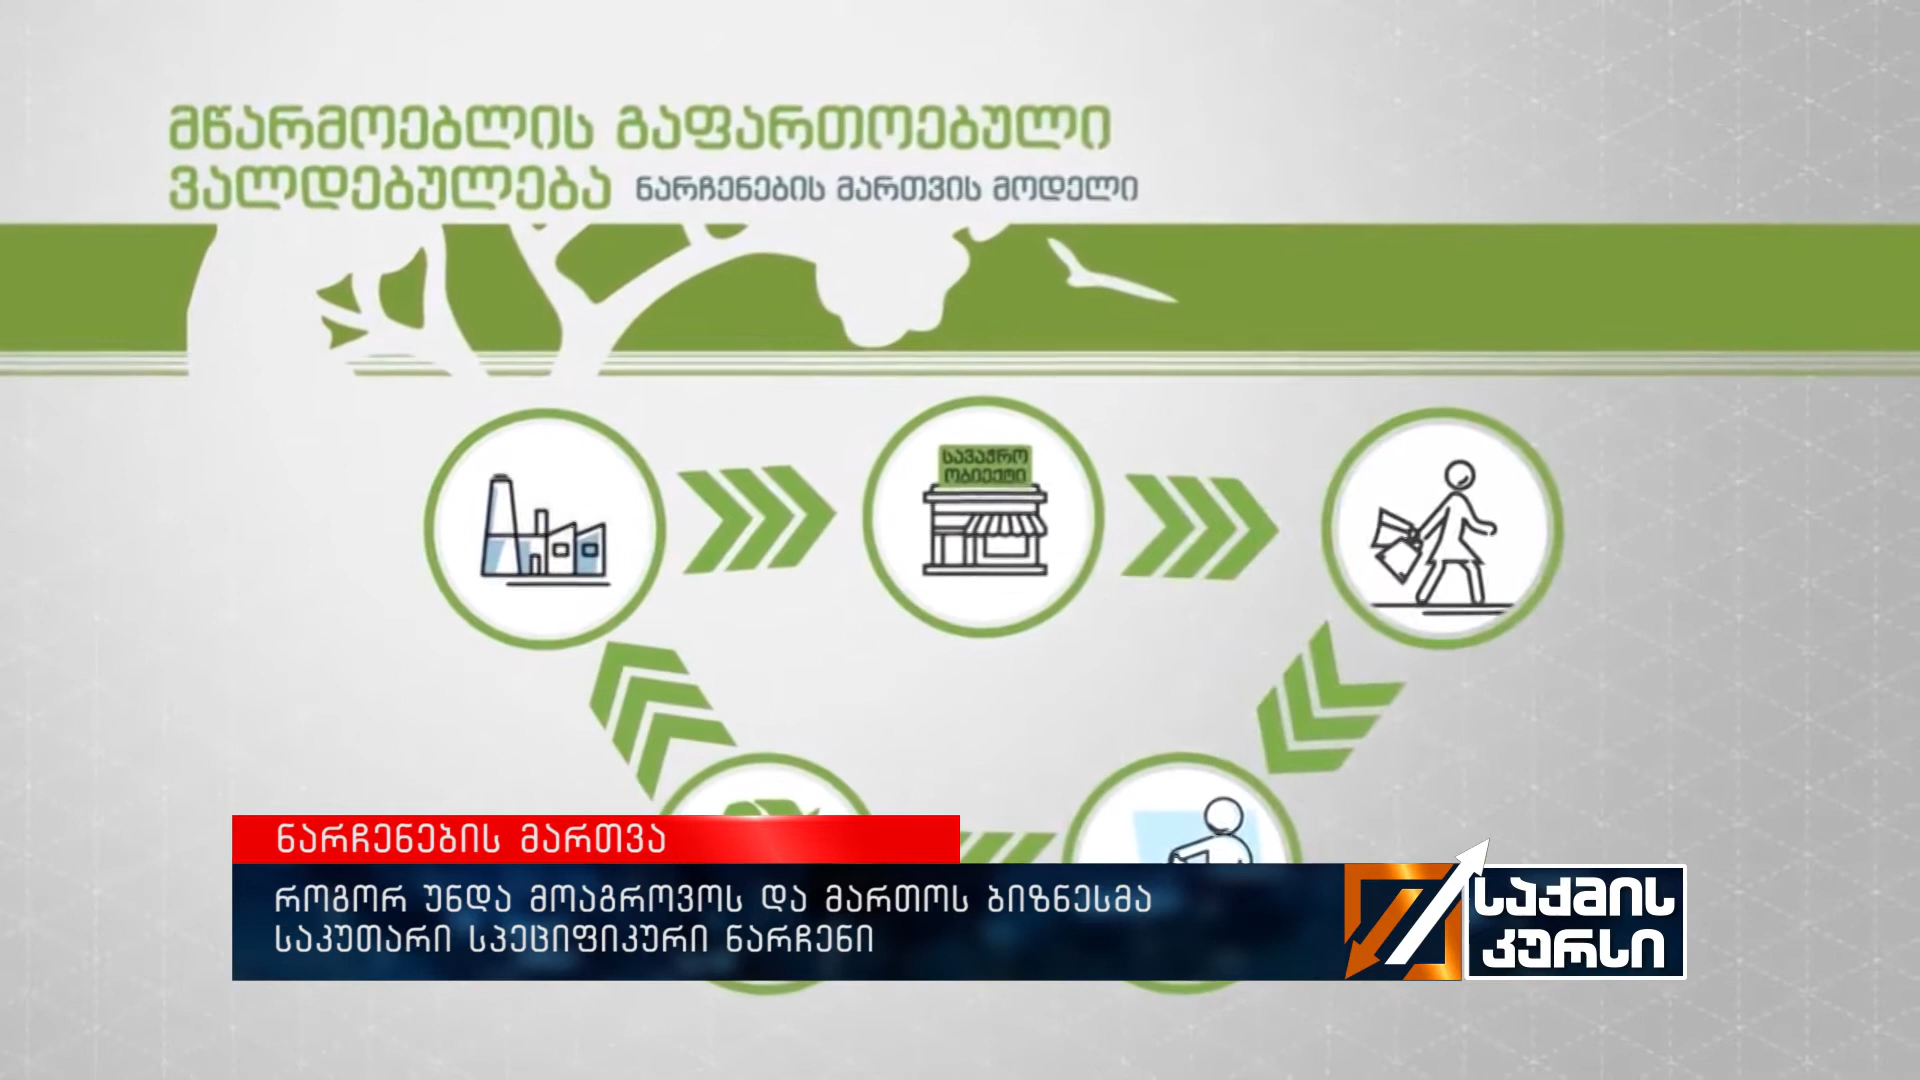 მწარმოებლის გაფართოებული
ვალდებულება ნარჩენების მართვის მოდელი
სავაჭრო
ობიექტი
ნარჩენების მართვა
როგორ უნდა მოაგროვოს და მართოს ბიზნესმა
საკუთარი სპეციფიკური ნარჩენი
საქმის
კურსი